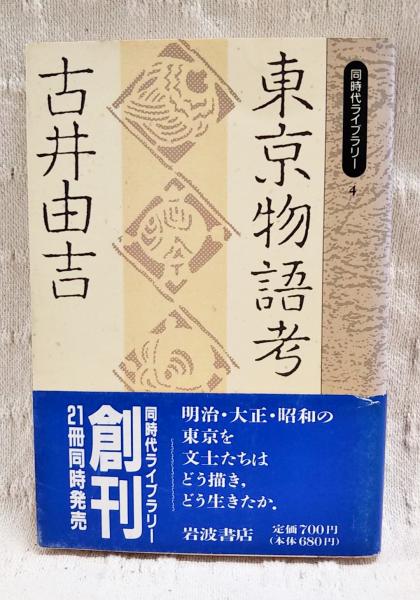 同時代ライブラリー
4
東京物語考
古井由吉
明治・大正・昭和の
東京を
文士たちは
どう描き,
どう生きたか.
岩波書店
定価700円
(本体680円)
同時代ライブラリー
創刊
21冊同時発売